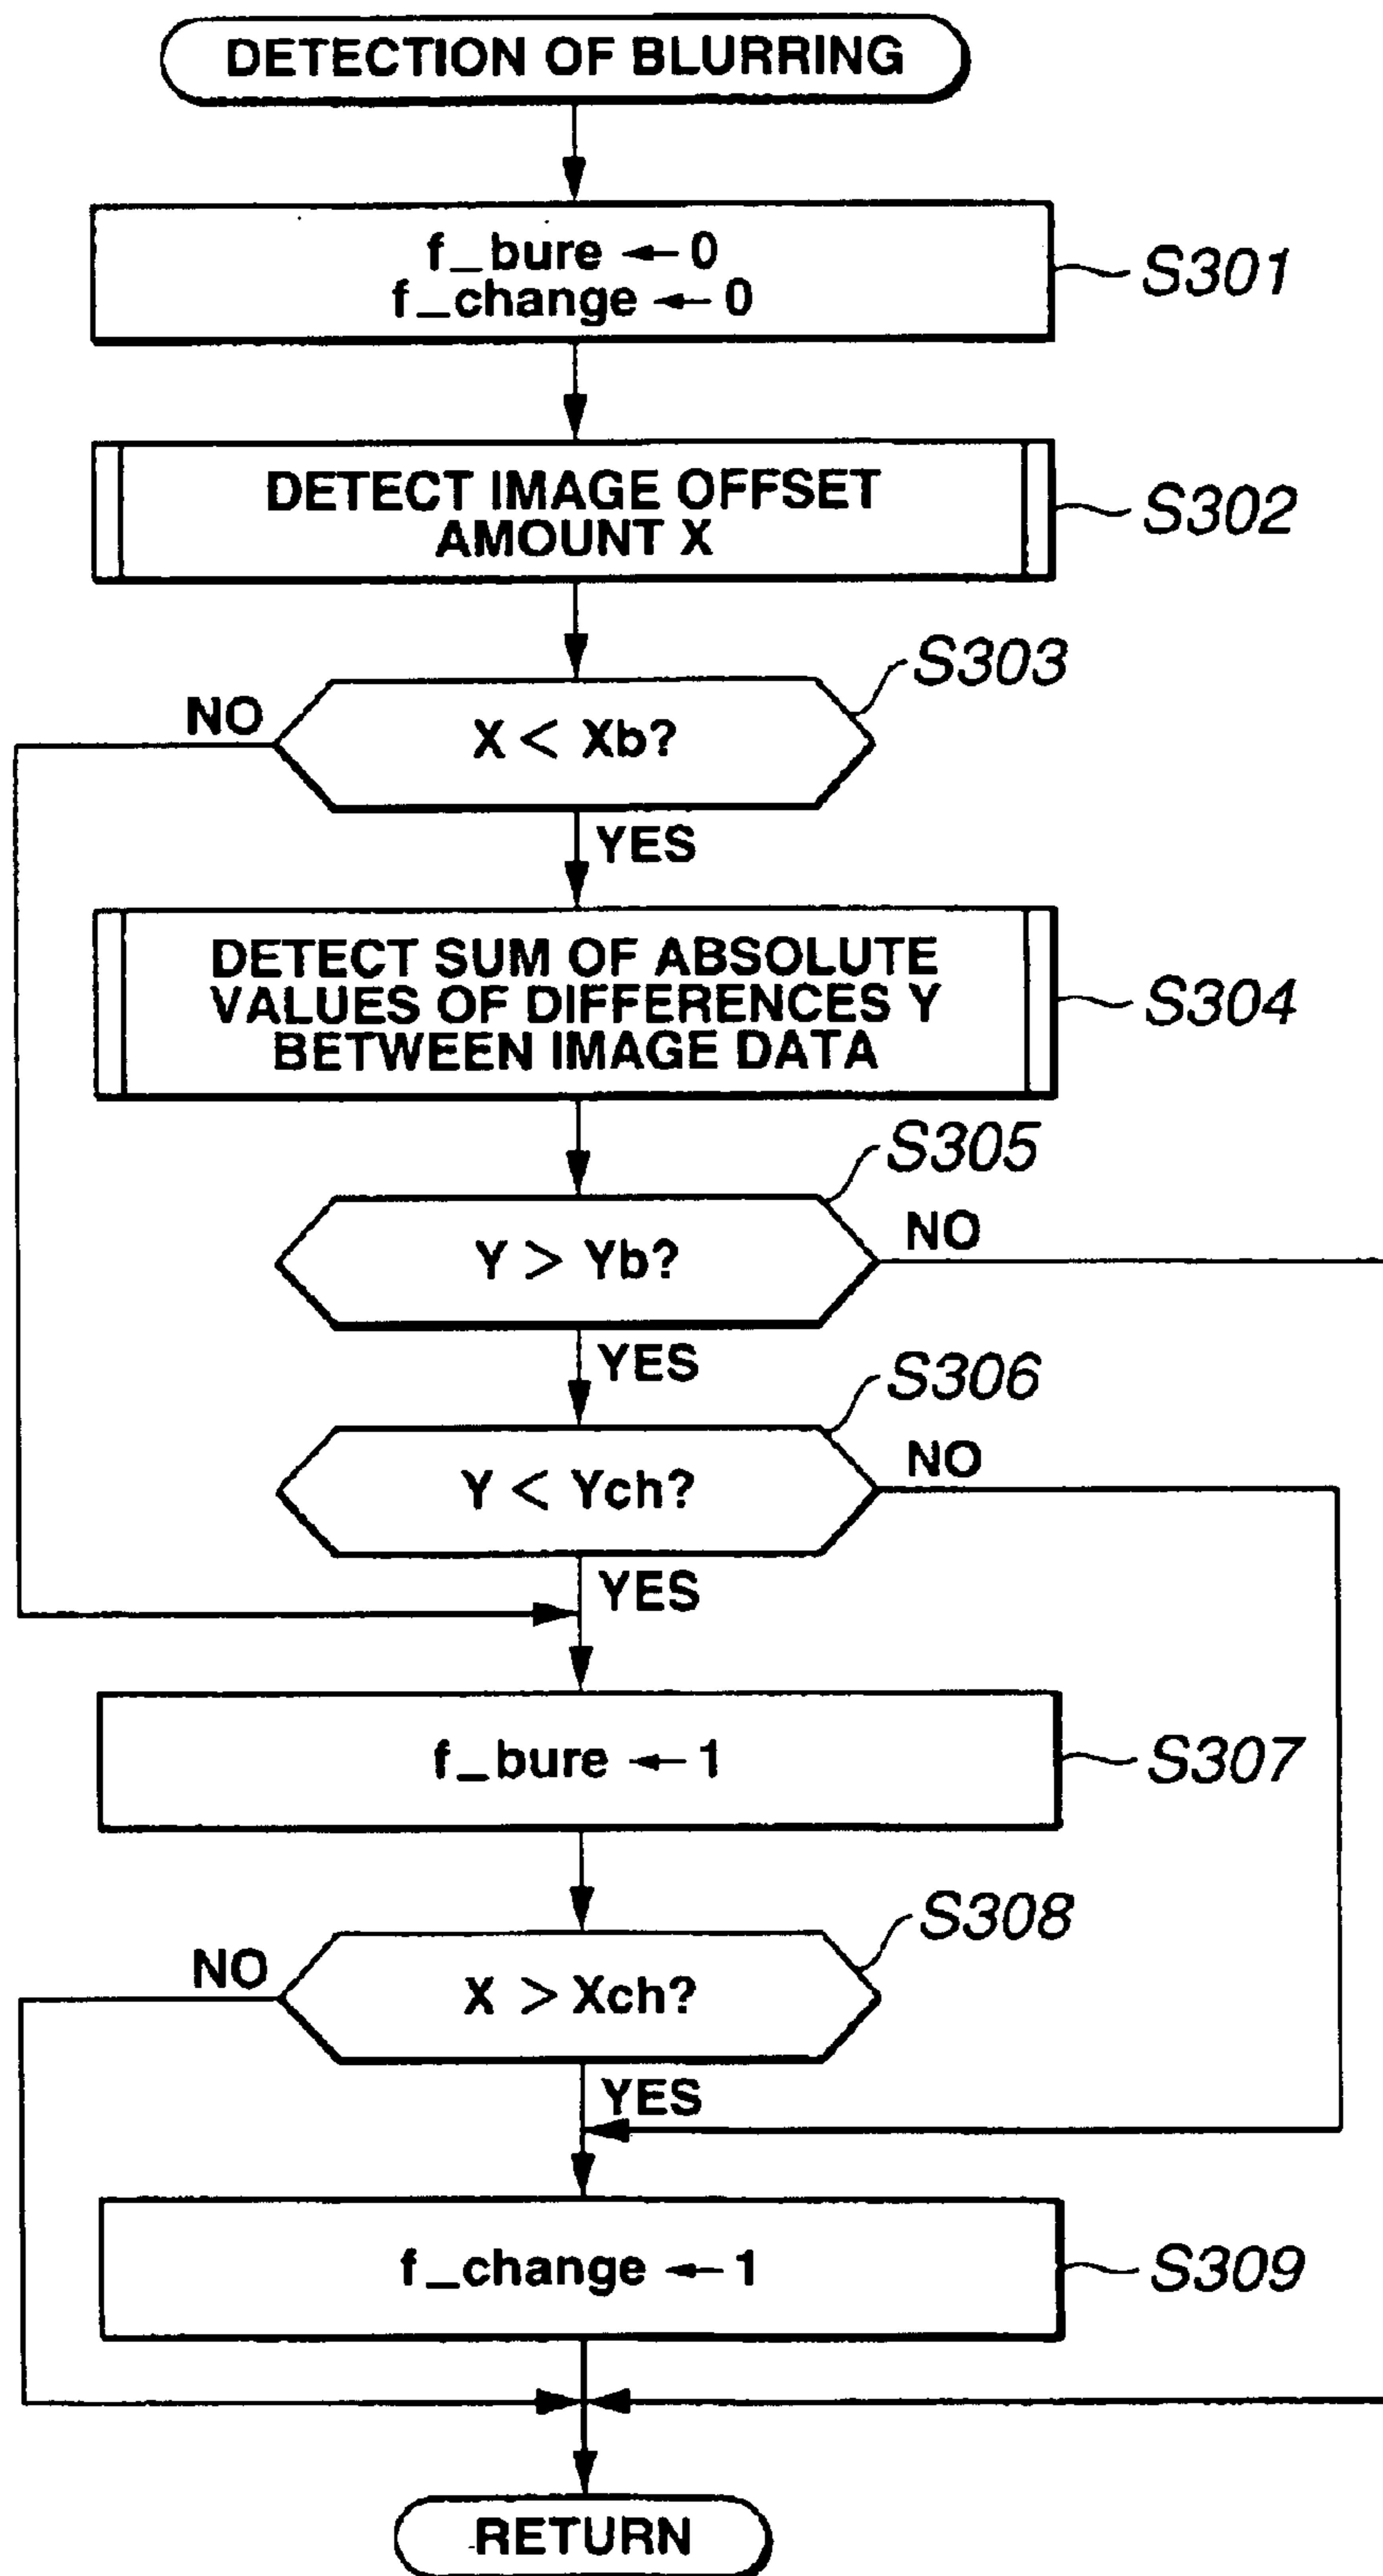 DETECTION OF BLURRING
f_bure ← 0
f_change ← 0
S301
DETECT IMAGE OFFSET
AMOUNT X
S302
S303
NO
X < Xb?
YES
DETECT SUM OF ABSOLUTE
VALUES OF DIFFERENCES Y
BETWEEN IMAGE DATA
S304
S305
Y > Yb?
NO
YES
S306
Y < Ych?
NO
YES
f_bure ← 1
S307
S308
NO
X > Xch?
YES
f_change ← 1
S309
RETURN